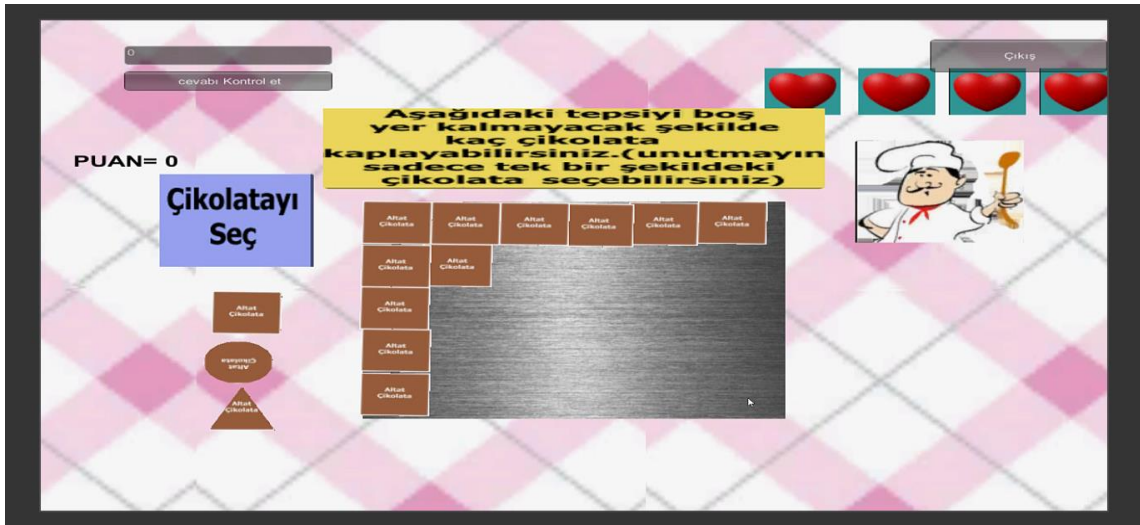 0
cevabı Kontrol et
Çıkış
Aşağıdaki tepsiyi boş
yer kalmayacak şekilde
kaç çikolata
kaplayabilirsiniz.(unutmayın
sadece tek bir şekildeki
çikolata seçebilirsiniz)
PUAN= 0
Çikolatayı
Seç
Altat
Çikolata
Altat
Çikolata
Altat
Çikolata
Altat
Çikolata
Altat
Çikolata
Altat
Çikolata
Altat
Çikolata
Altat
Çikolata
Altat
Çikolata
Altat
Çikolata
Altat
Çikolata
Altat
Çikolata
Altat
Çikolata
Altat
Çikolata